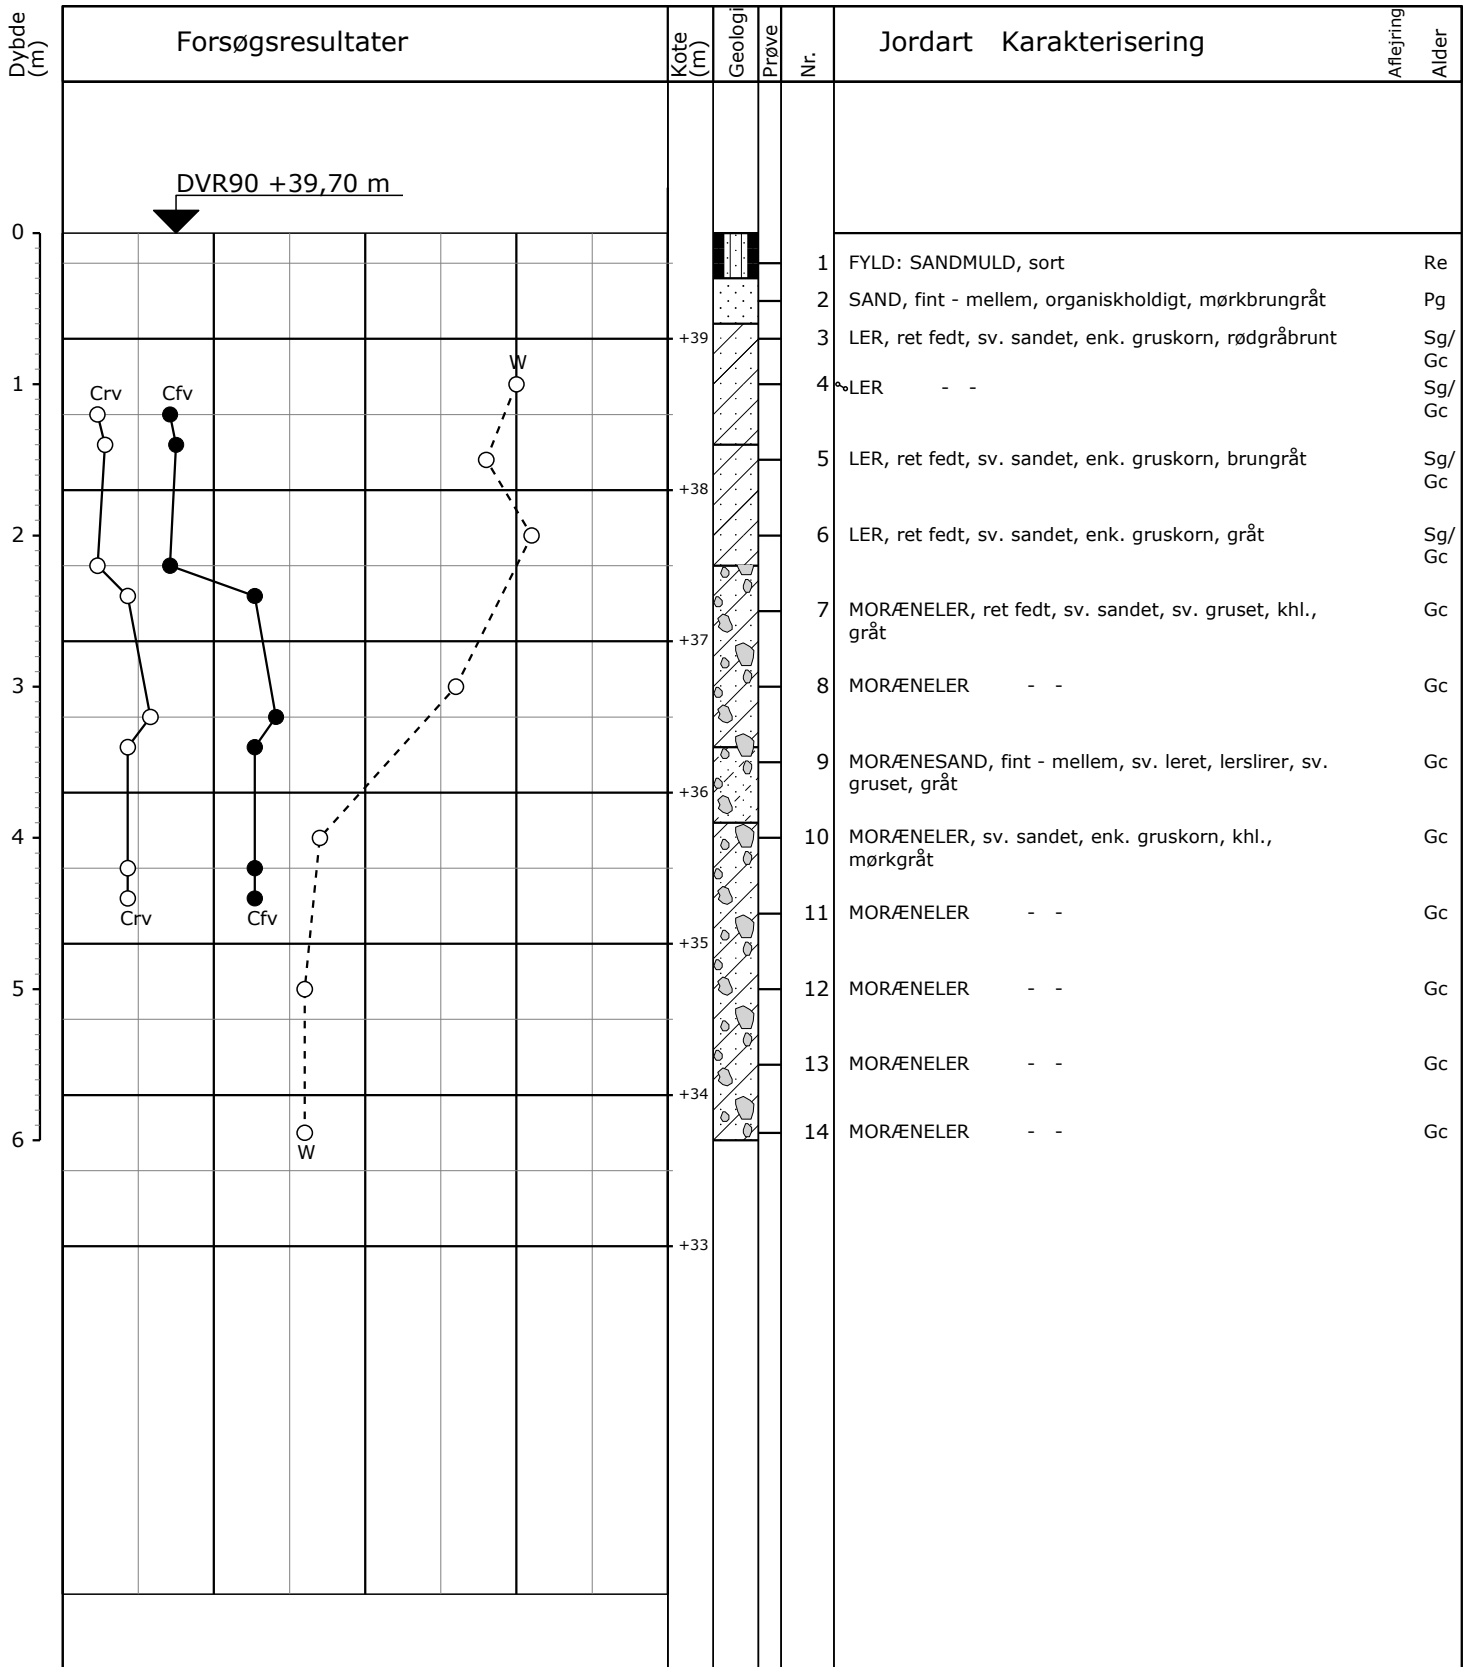 Dybde
(m)
Forsøgsresultater
Kote
(m)
Geologi
Prøve
Nr.
Jordart Karakterisering
Aflejring
Alder
DVR90 +39,70 m
0
1 FYLD: SANDMULD, sort Re
2 SAND, fint - mellem, organiskholdigt, mørkbrungråt Pg
+39 3 LER, ret fedt, sv. sandet, enk. gruskorn, rødgråbrunt Sg/
Gc
W
1 4 LER - - Sg/
Gc
Crv Cfv
5 LER, ret fedt, sv. sandet, enk. gruskorn, brungråt Sg/
Gc
+38
2 6 LER, ret fedt, sv. sandet, enk. gruskorn, gråt Sg/
Gc
7 MORÆNELER, ret fedt, sv. sandet, sv. gruset, khl., Gc
gråt
+37
3 8 MORÆNELER - - Gc
9 MORÆNESAND, fint - mellem, sv. leret, lerslirer, sv. Gc
gruset, gråt
+36
4 10 MORÆNELER, sv. sandet, enk. gruskorn, khl., Gc
mørkgråt
Crv Cfv
11 MORÆNELER - - Gc
+35
5 12 MORÆNELER - - Gc
13 MORÆNELER - - Gc
+34
6 14 MORÆNELER - - Gc
W
+33